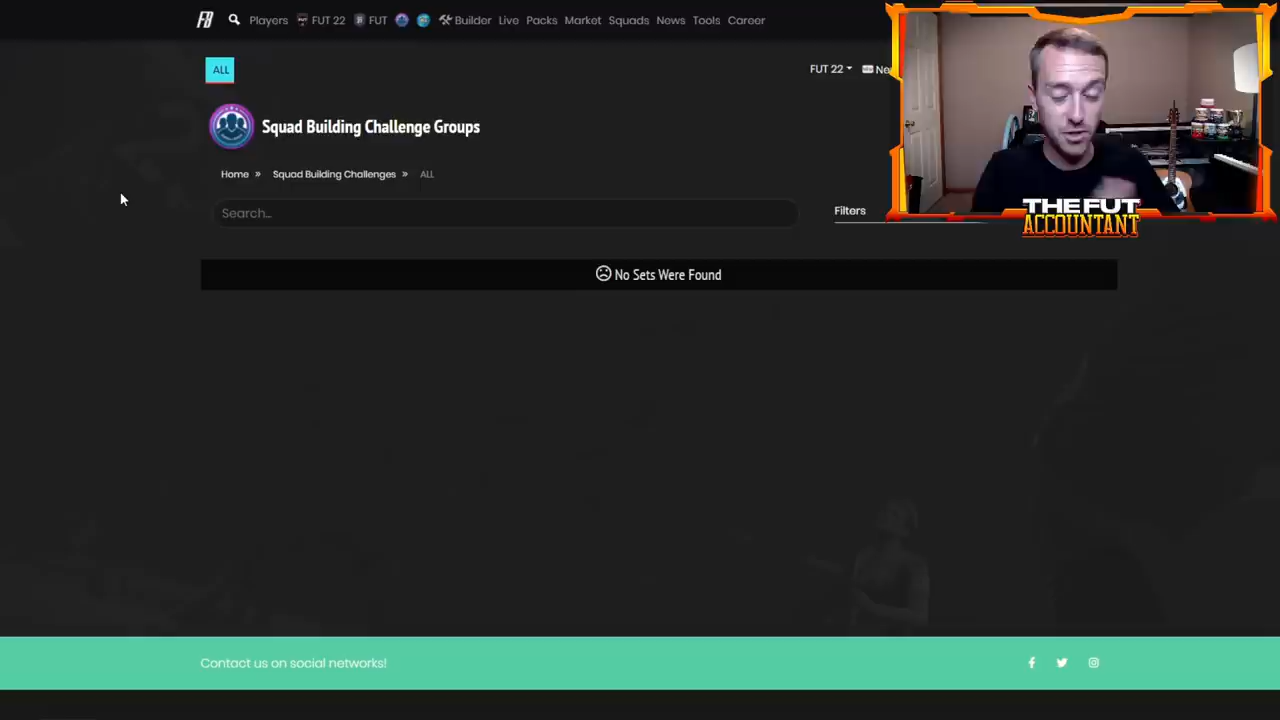 FB Players FUT 22 FUT Builder Live Packs Market Squads News Tools Career
ALL
FUT 22
Squad Building Challenge Groups
Home » Squad Building Challenges » ALL
Search...
Filters
THE FUT
ACCOUNTANT
No Sets Were Found
Contact us on social networks!